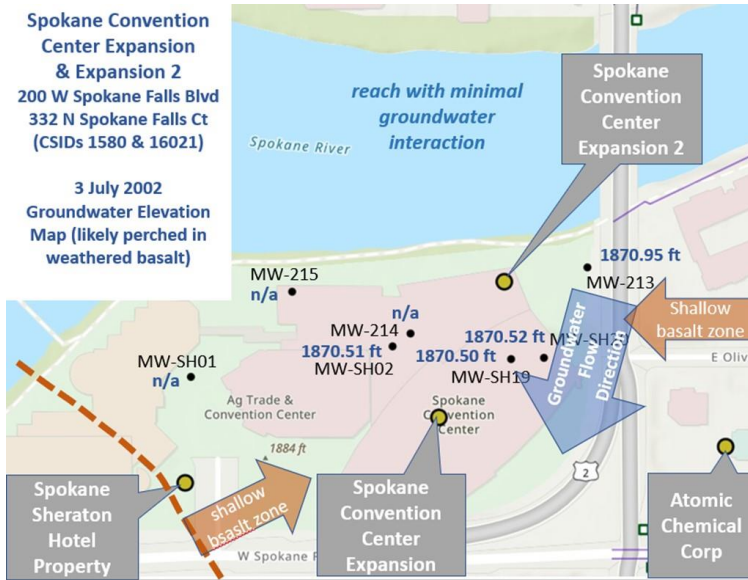 Spokane Convention
Center Expansion
& Expansion 2
200 W Spokane Falls Blvd
332 N Spokane Falls Ct
(CSIDs 1580 & 16021)
3 July 2002
Groundwater Elevation
Map (likely perched in
weathered basalt)
reach with minimal
groundwater
interaction
Spokane River
Spokane
Convention
Center
Expansion 2
1870.95 ft
MW-213
MW-215
n/a
n/a
MW-214
1870.51 ft
MW-SH02
1870.52 ft
MW-SH20
1870.50 ft
MW-SH19
MW-SH01
n/a
Groundwater
Flow
Direction
Shallow
basalt zone
E Oliv
Ag Trade &
Convention Center
Spokane
Convention
Center
1884 ft
2
shallow
bsaslt zone
Spokane
Sheraton
Hotel
Property
W Spokane
Spokane
Convention
Center
Expansion
Atomic
Chemical
Corp